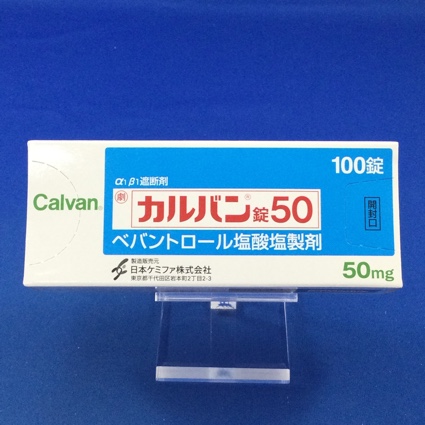 α₁ β₁遮断剤
100錠
Calvan®
劇
カルバン®錠50
開封口
ベバントロール塩酸塩製剤
製造販売元
日本ケミファ株式会社
東京都千代田区岩本町2丁目2-3
50mg